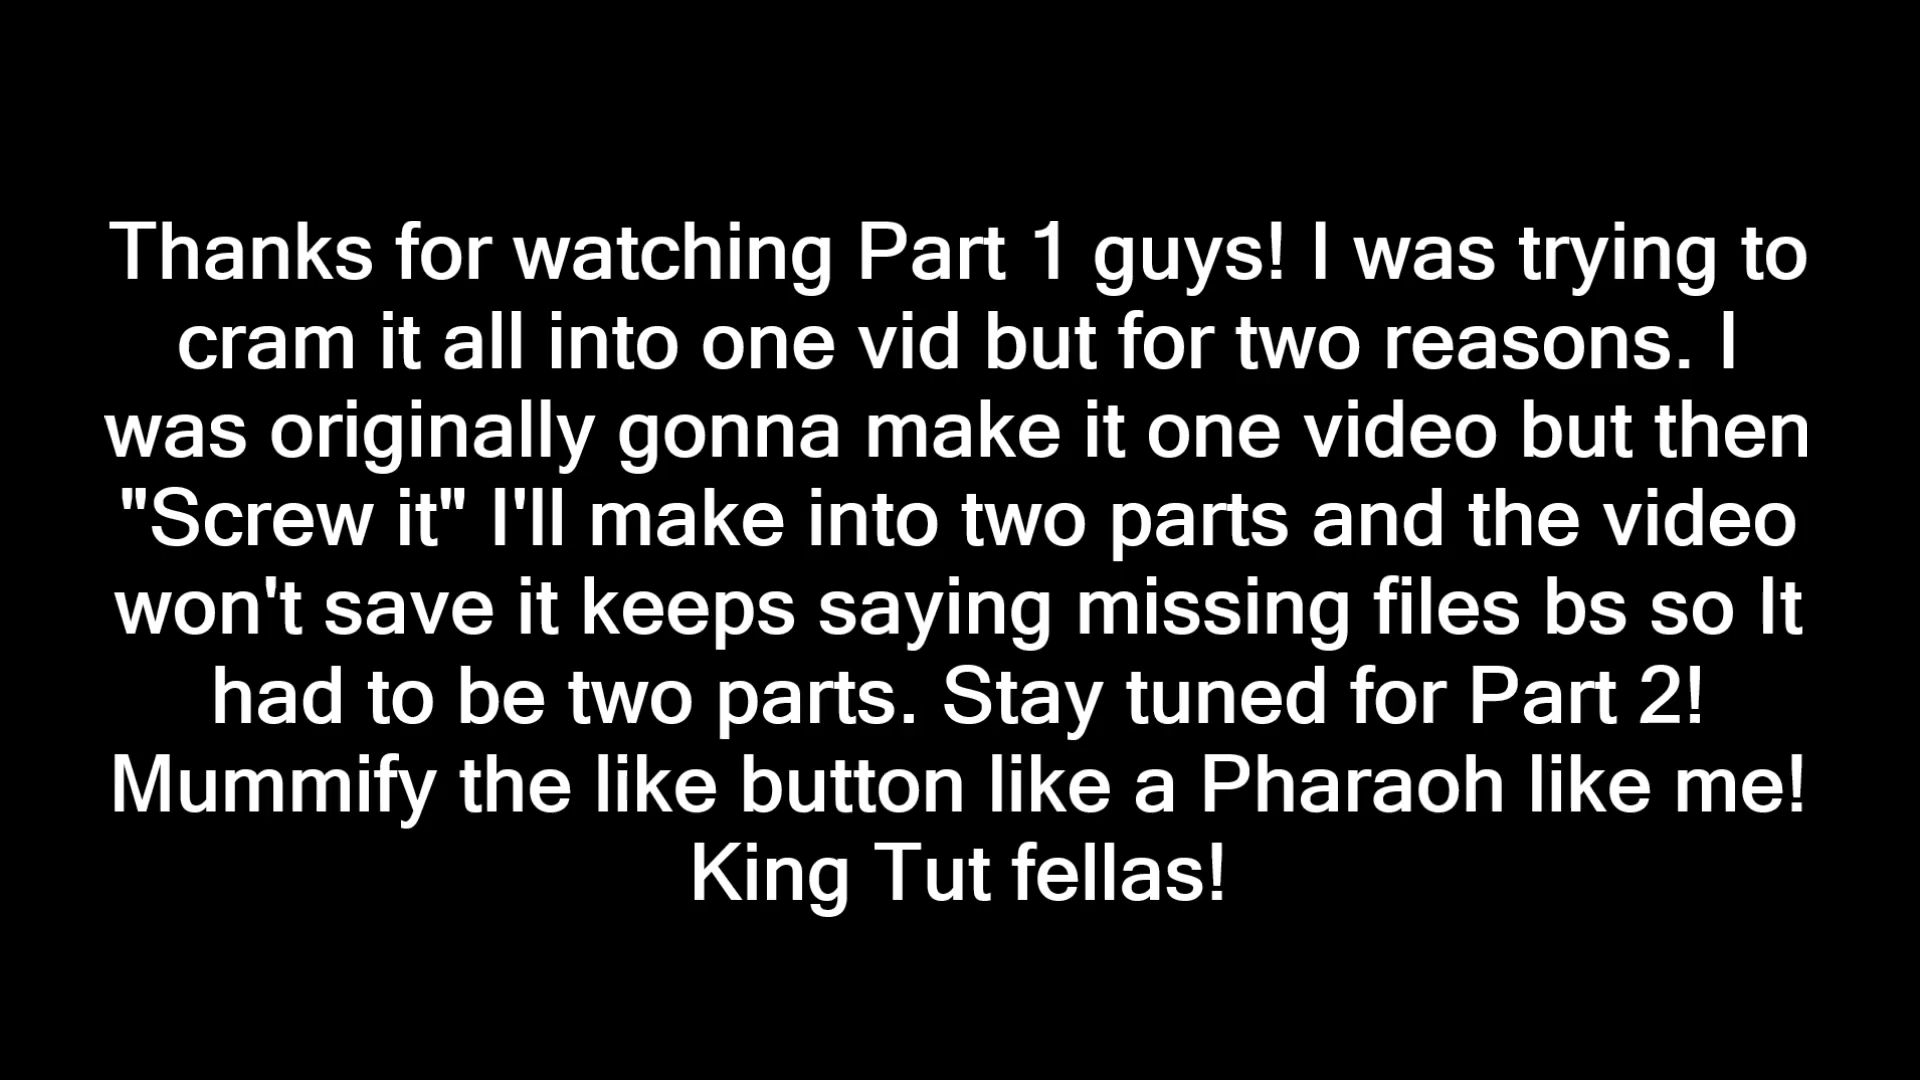 Thanks for watching Part 1 guys! I was trying to
cram it all into one vid but for two reasons. I
was originally gonna make it one video but then
"Screw it" I'll make into two parts and the video
won't save it keeps saying missing files bs so It
had to be two parts. Stay tuned for Part 2!
Mummify the like button like a Pharaoh like me!
King Tut fellas!